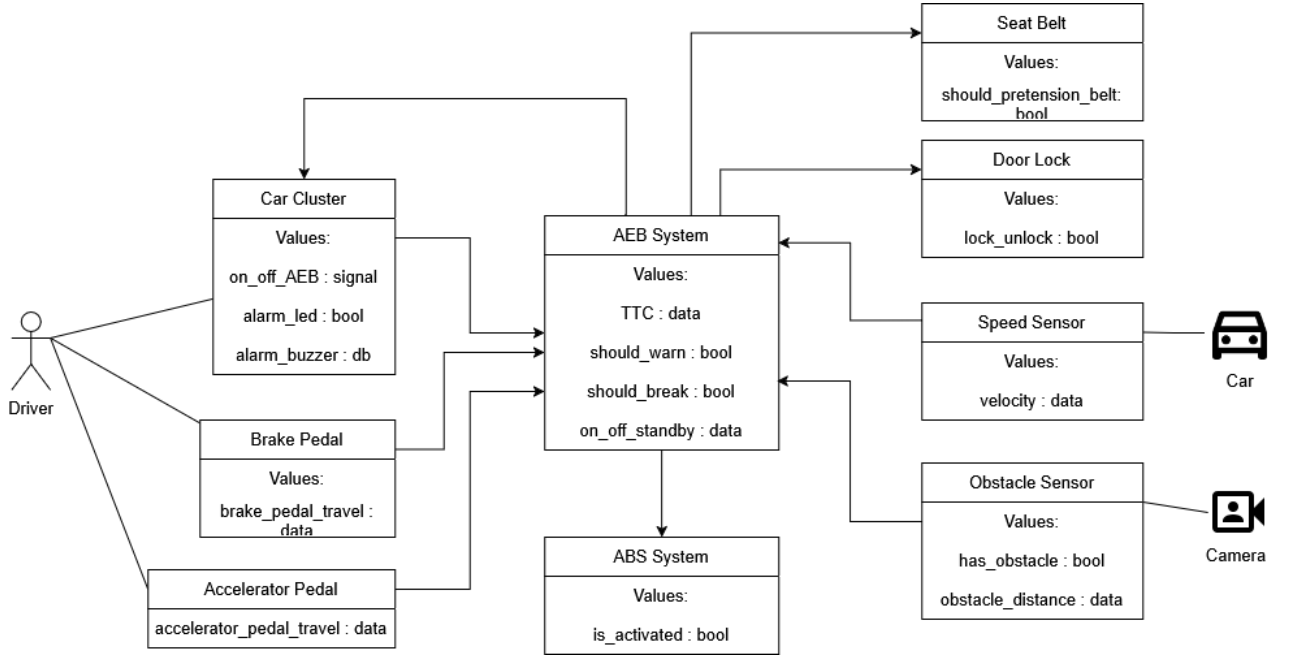 Seat Belt
Values:
should_pretension_belt:
bool
Door Lock
Values:
lock_unlock : bool
Car Cluster
Values:
on_off_AEB : signal
alarm_led : bool
alarm_buzzer : db
AEB System
Values:
TTC : data
should_warn : bool
should_break : bool
on_off_standby : data
Speed Sensor
Values:
velocity : data
Car
Driver
Brake Pedal
Values:
brake_pedal_travel :
data
Obstacle Sensor
Values:
has_obstacle : bool
obstacle_distance : data
Camera
Accelerator Pedal
accelerator_pedal_travel : data
ABS System
Values:
is_activated : bool